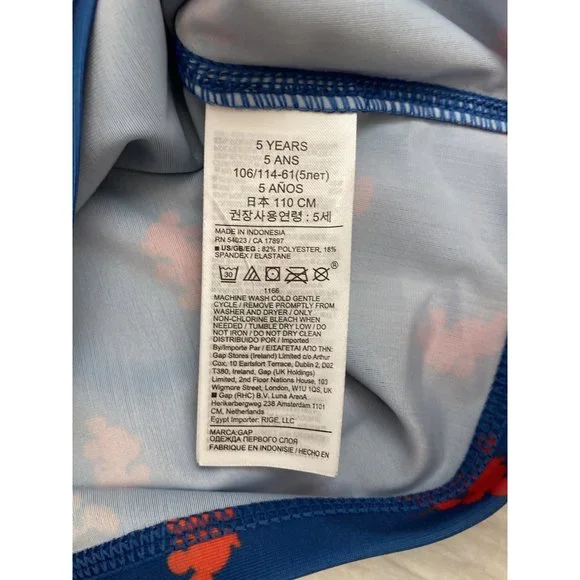 5 YEARS
5 ANS
106/114-61(5лет)
5 AÑOS
日本 110 CM
권장사용연령 : 5세
MADE IN INDONESIA
RN 54023 / CA 17897
■ US/GB/EG : 82% POLYESTER, 18%
SPANDEX / ELASTANE
30
®
1166
MACHINE WASH COLD GENTLE
CYCLE / REMOVE PROMPTLY FROM
WASHER AND DRYER / ONLY
NON-CHLORINE BLEACH WHEN
NEEDED / TUMBLE DRY LOW / DO
NOT IRON / DO NOT DRY CLEAN
DISTRIBUIDO POR / Imported
By/Importe Par / ΕΙΣΑΓΕΤΑΙ ΑΠΟ ΤΗΝ
Gap Stores (Ireland) Limited c/o Arthur
Cox, 10 Earlsfort Terrace, Dublin 2, D02
T380, Ireland, Gap (UK Holdings)
Limited, 2nd Floor Nations House, 103
Wigmore Street, London, W1U 1QS, UK
■ Gap (RHC) B.V. Luna ArenA
Herikerbergweg 238 Amsterdam 1101
CM, Netherlands
Egypt Importer: RIGE, LLC
MARCA:GAP
ОДЕЖДА ПЕРВОГО СЛОЯ
FABRIQUE EN INDONISIE / HECHO EN